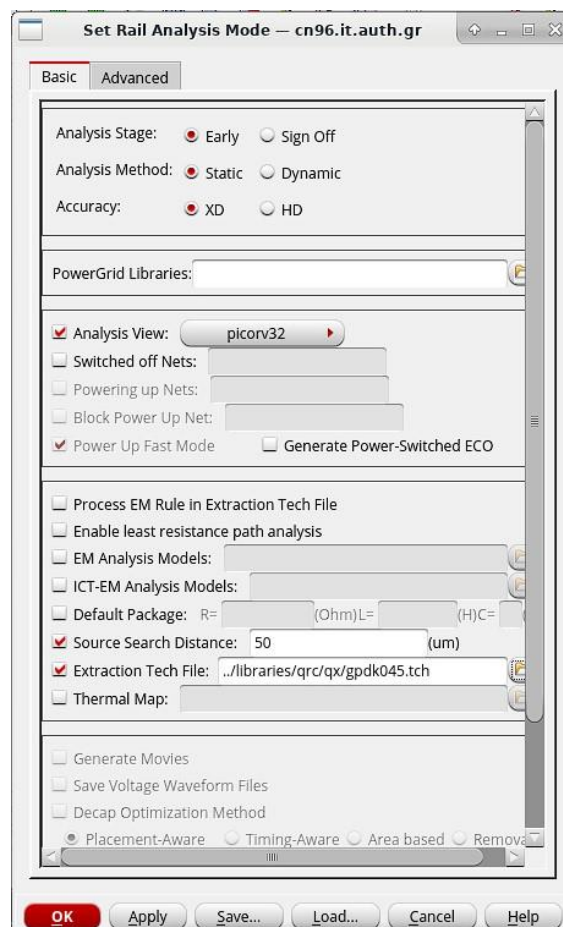 Set Rail Analysis Mode — cn96.it.auth.gr
Basic Advanced
Analysis Stage: Early Sign Off
Analysis Method: Static Dynamic
Accuracy: XD HD
PowerGrid Libraries:
Analysis View: picorv32
Switched off Nets:
Powering up Nets:
Block Power Up Net:
Power Up Fast Mode Generate Power-Switched ECO
Process EM Rule in Extraction Tech File
Enable least resistance path analysis
EM Analysis Models:
ICT-EM Analysis Models:
Default Package: R= (Ohm)L= (H)C=
Source Search Distance: 50 (um)
Extraction Tech File: ../libraries/qrc/qx/gpdk045.tch
Thermal Map:
Generate Movies
Save Voltage Waveform Files
Decap Optimization Method
Placement-Aware Timing-Aware Area based Remova
OK Apply Save... Load... Cancel Help